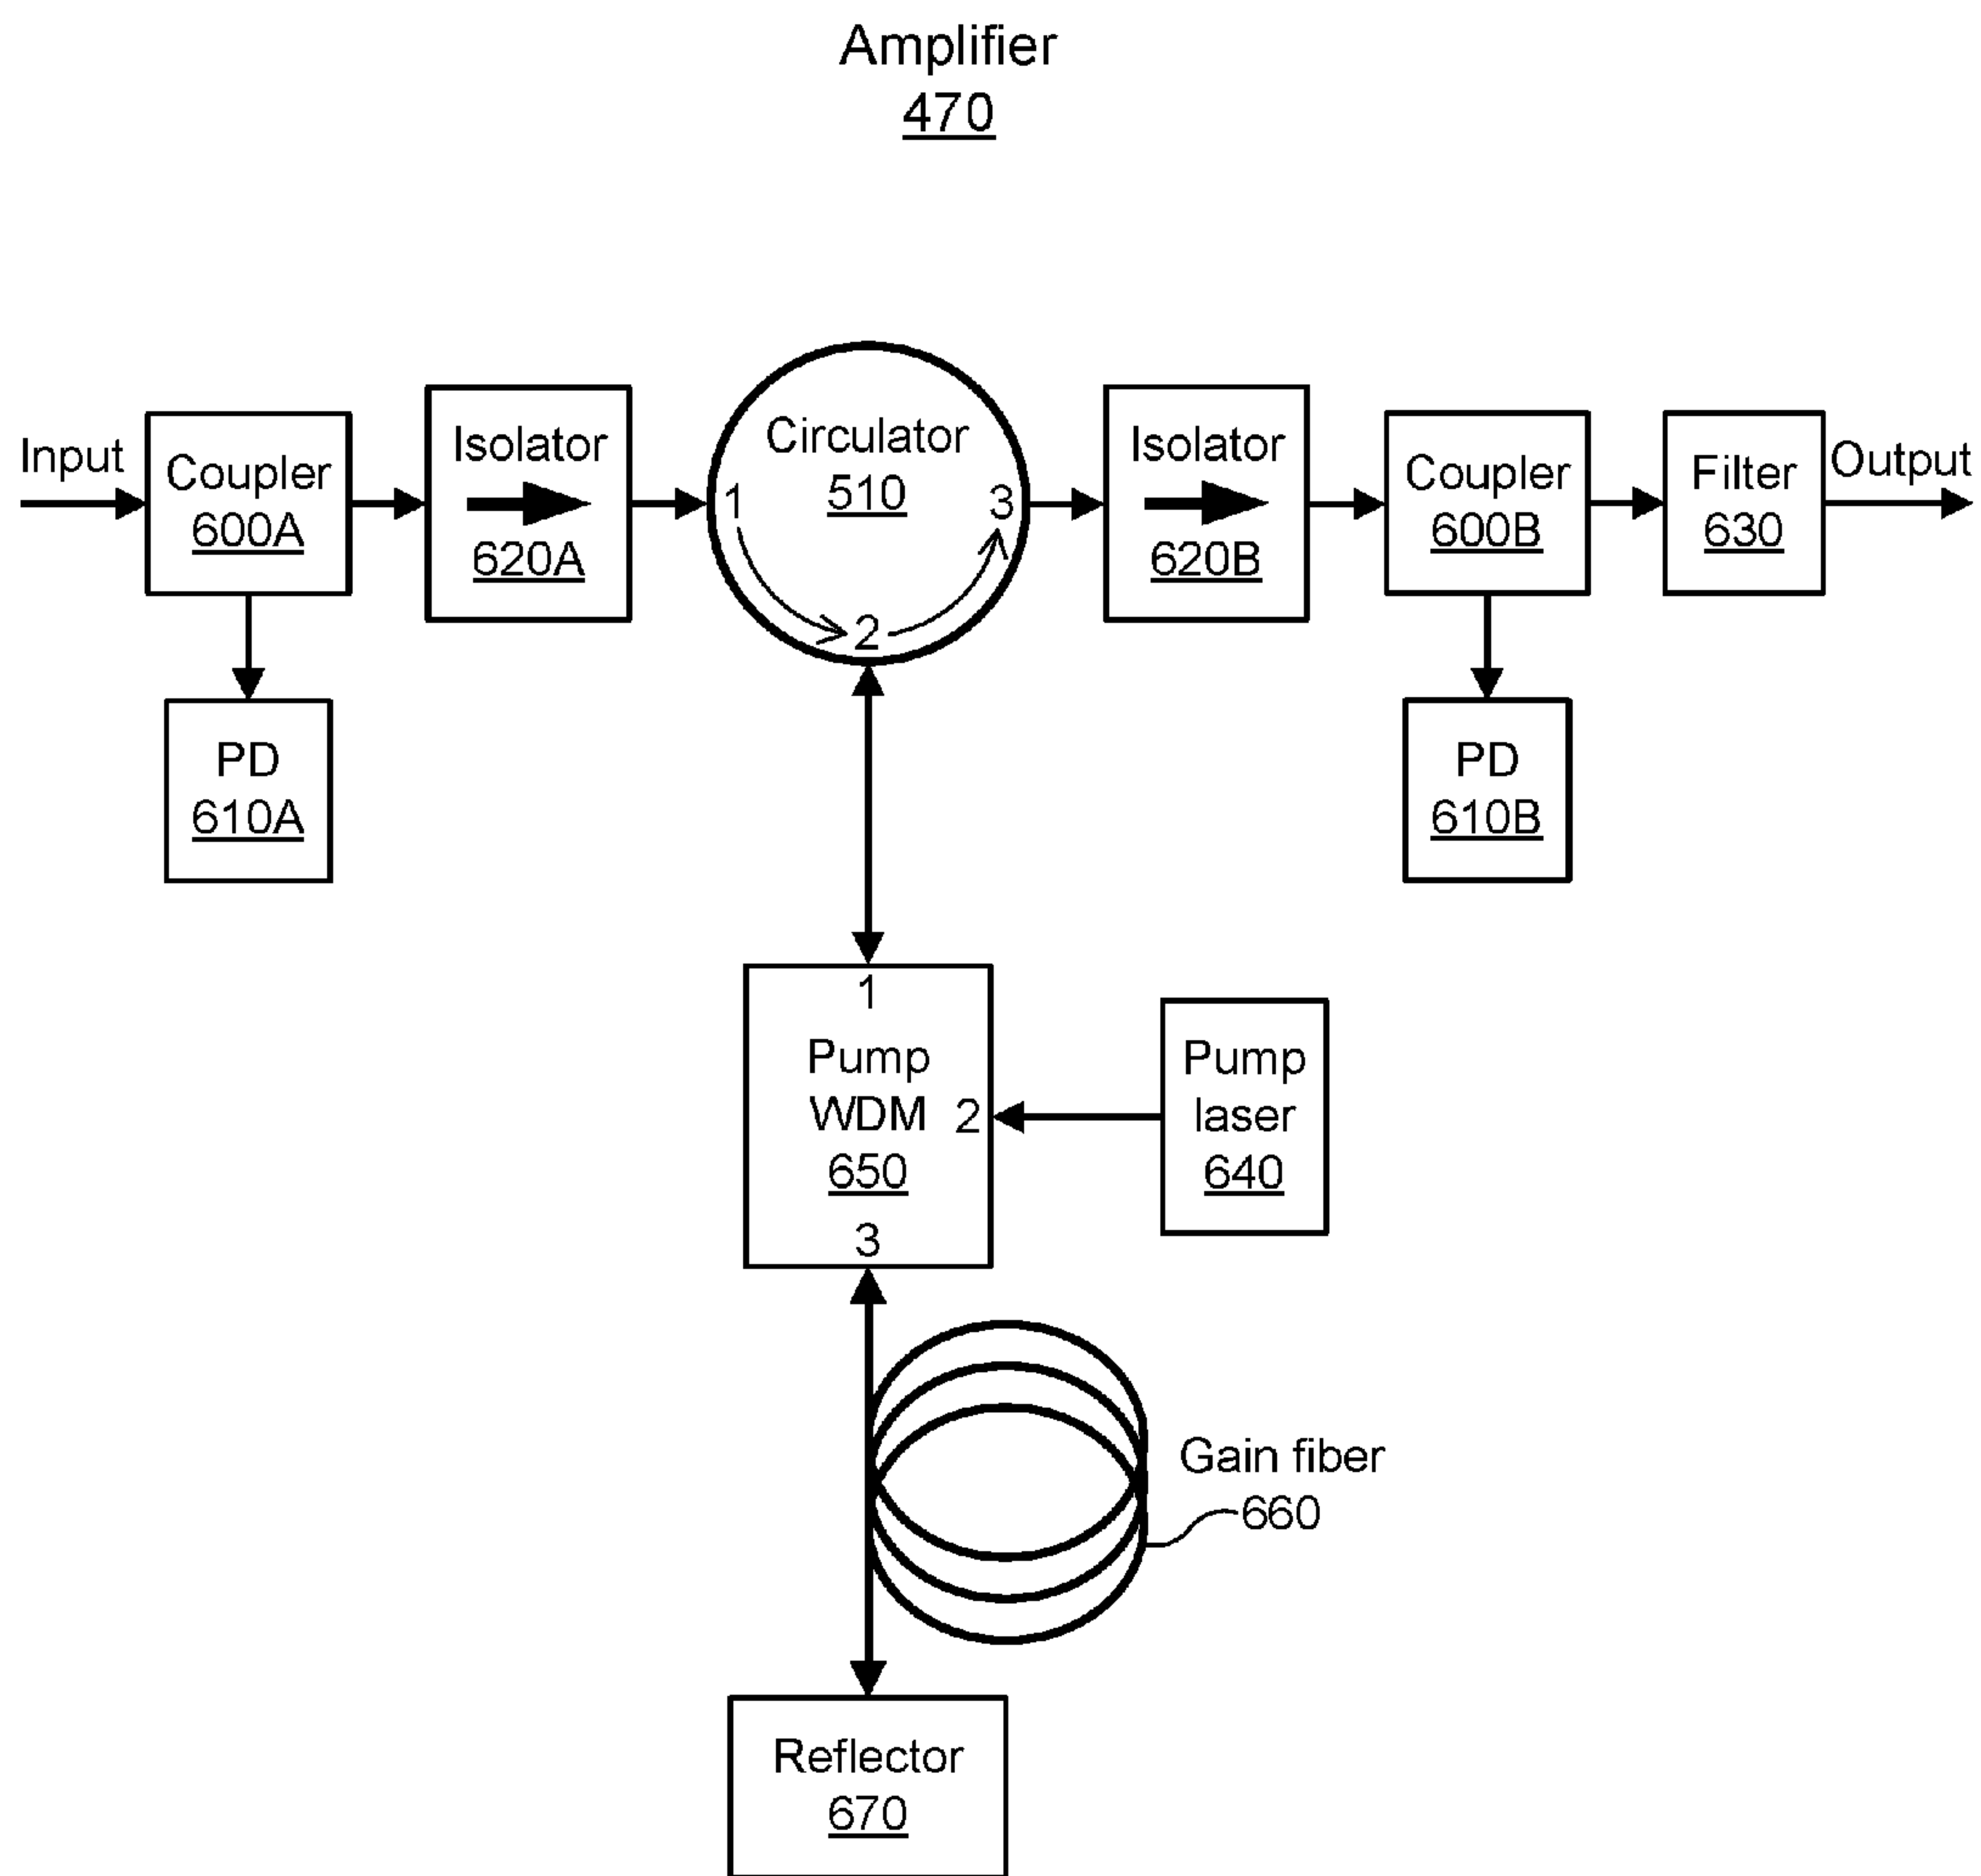 Amplifier
470
Input
Coupler
600A
Isolator
620A
Circulator
510
1
2
3
Isolator
620B
Coupler
600B
Filter
630
Output
PD
610A
PD
610B
1
Pump
WDM
650
2
3
Pump
laser
640
Gain fiber
660
Reflector
670